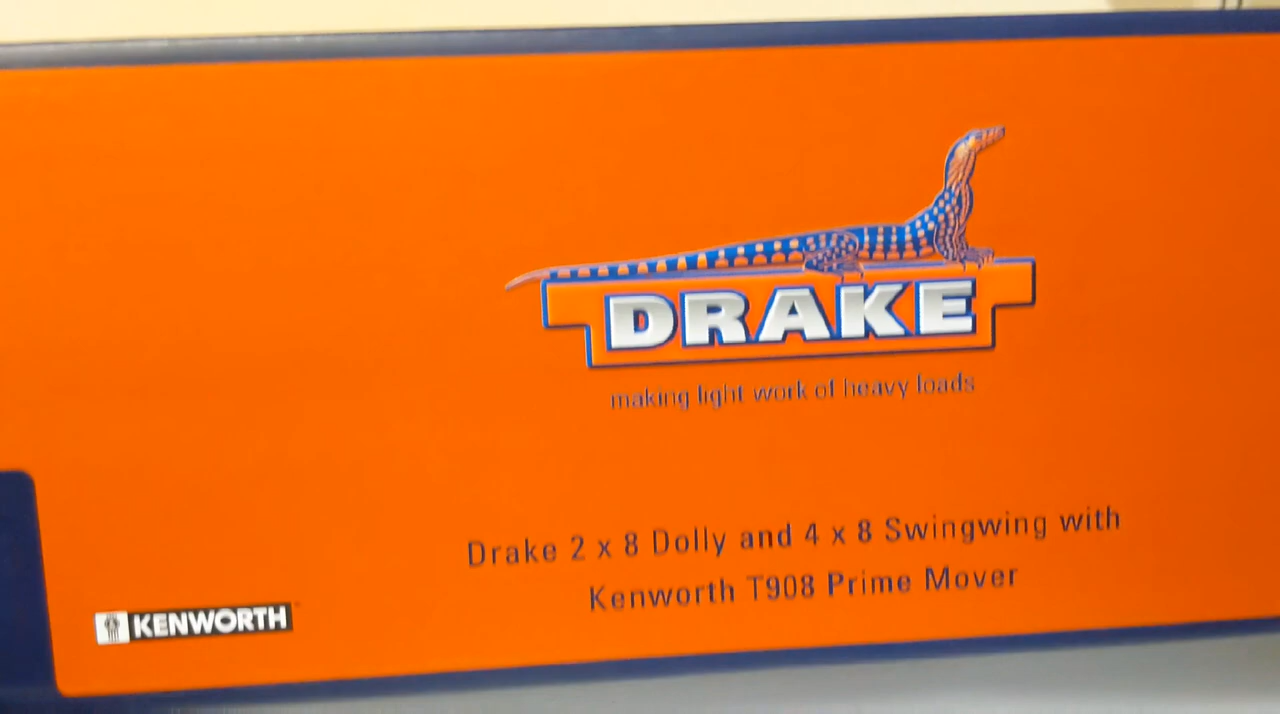 DRAKE
making light work of heavy loads
Drake 2 x 8 Dolly and 4 x 8 Swingwing with
Kenworth T908 Prime Mover
KENWORTH